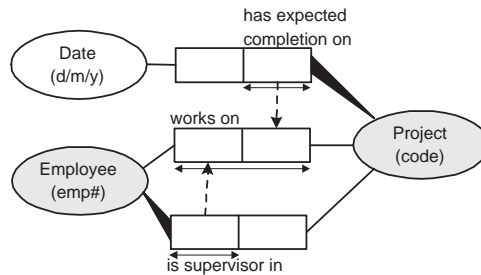 has expected
completion on
Date
(d/m/y)
works on
Project
(code)
Employee
(emp#)
is supervisor in